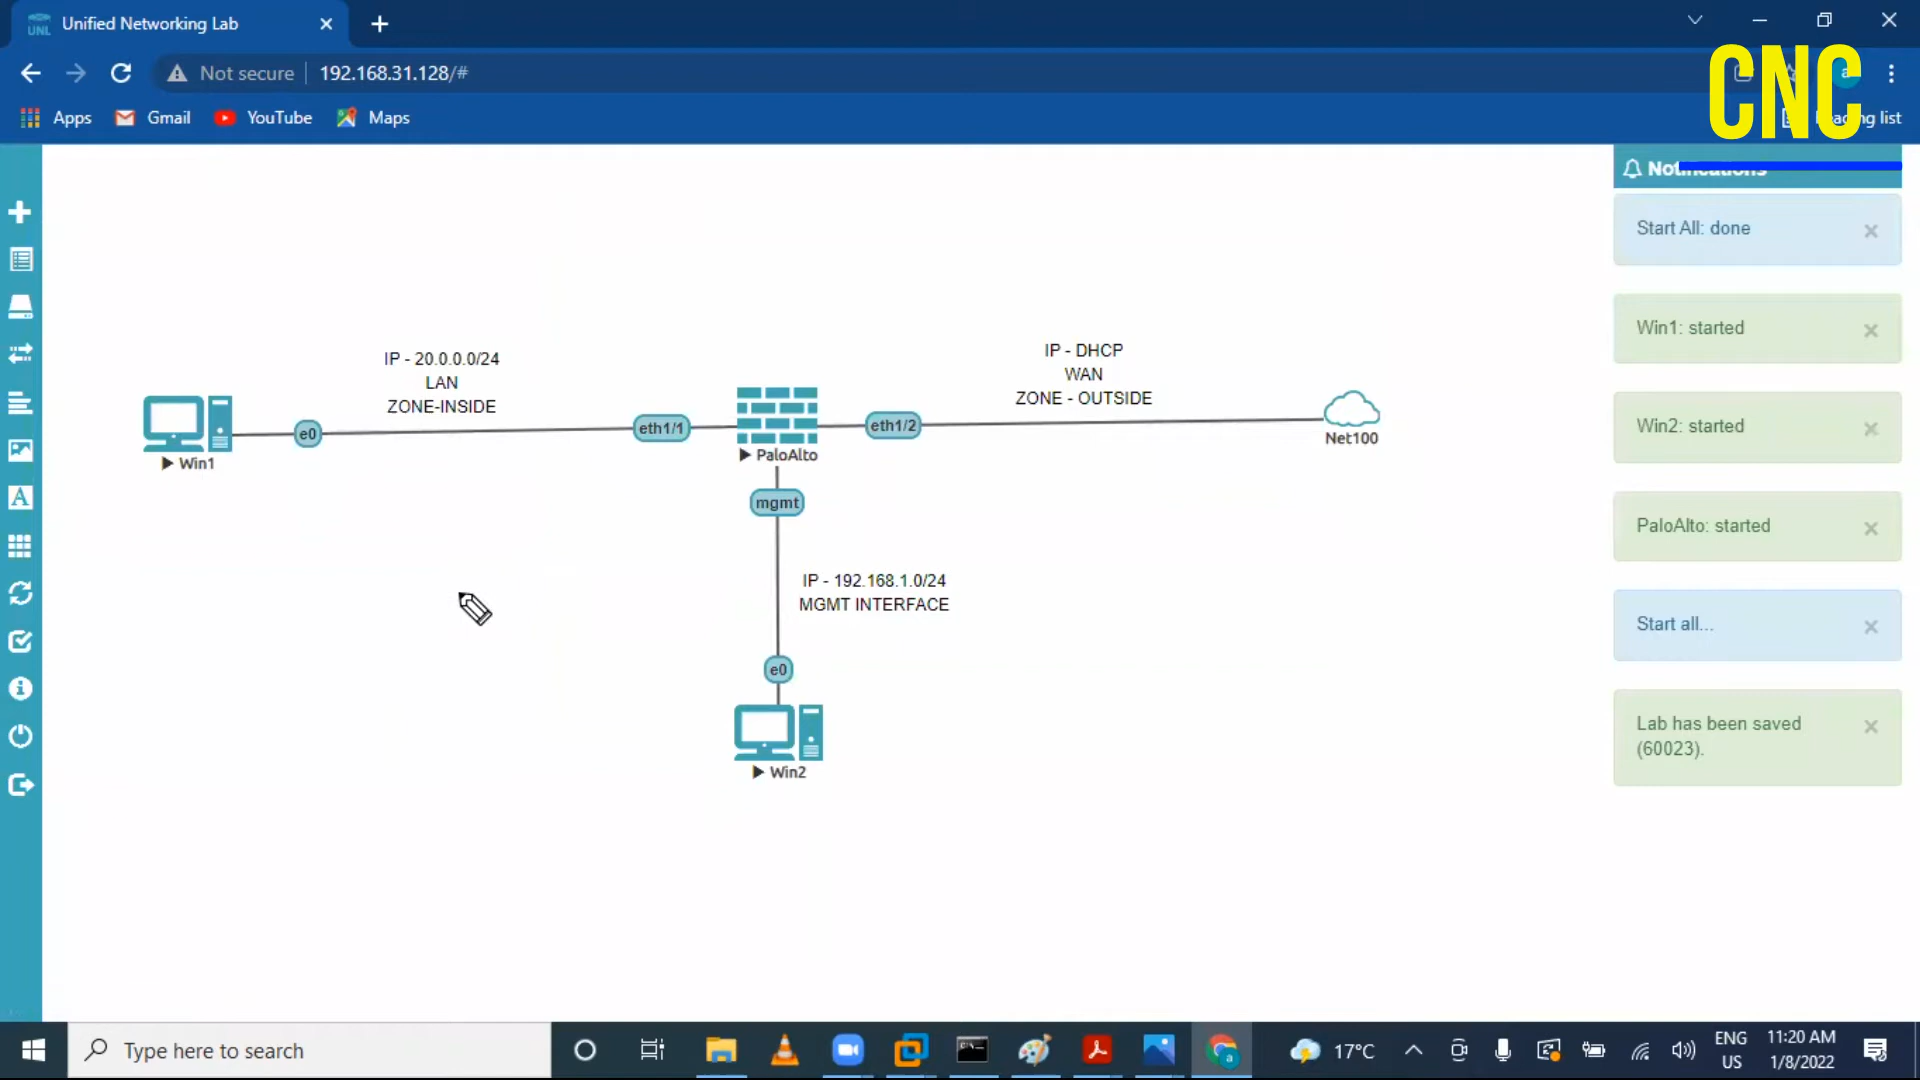 UNL
Unified Networking Lab
Not secure
192.168.31.128/#
CNC
Apps
Gmail
YouTube
Maps
list
Notifications
Start All: done
Win1: started
Win2: started
PaloAlto: started
Start all...
Lab has been saved
(60023).
IP - 20.0.0.0/24
LAN
ZONE-INSIDE
IP - DHCP
WAN
ZONE - OUTSIDE
e0
eth1/1
eth1/2
Win1
PaloAlto
Net100
mgmt
IP - 192.168.1.0/24
MGMT INTERFACE
e0
Win2
Type here to search
17°C
ENG
US
11:20 AM
1/8/2022